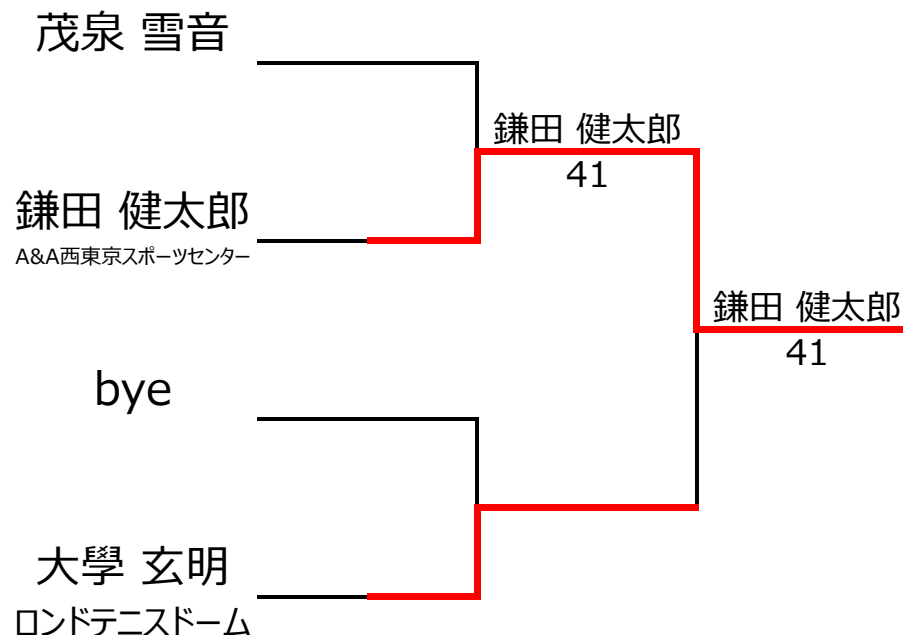 茂泉 雪音
鎌田 健太郎
41
鎌田 健太郎
A&A西東京スポーツセンター
鎌田 健太郎
41
bye
大學 玄明
ロンドテニスドーム